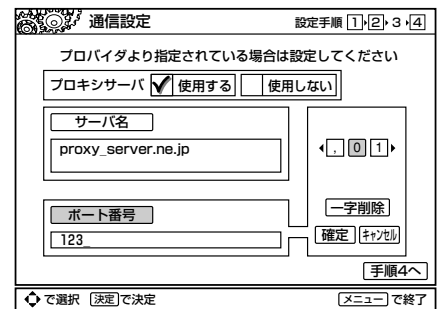 通信設定 設定手順 1 2 3 4
プロバイダより指定されている場合は設定してください
プロキシサーバ 使用する 使用しない
サーバ名
proxy_server.ne.jp
, 0 1
ポート番号
123_
一字削除
確定 ｷｬﾝｾﾙ
手順4へ
で選択 決定 で決定 メニュー で終了